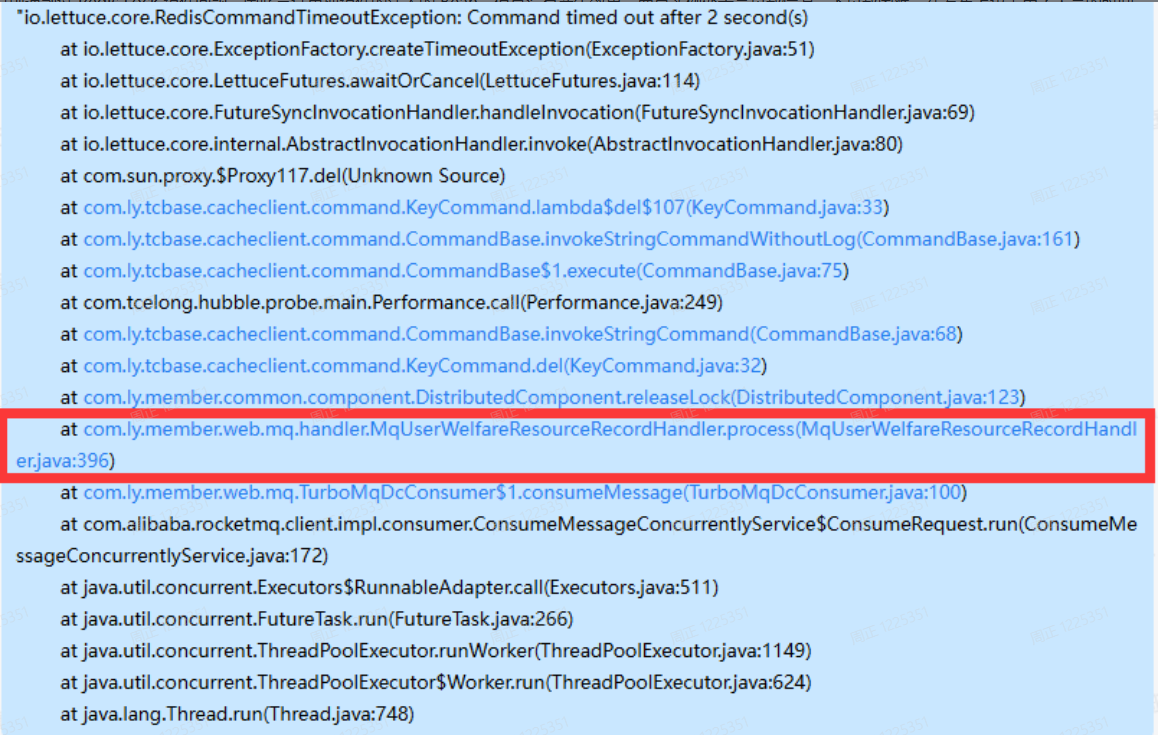 "io.lettuce.core.RedisCommandTimeoutException: Command timed out after 2 second(s)
at io.lettuce.core.ExceptionFactory.createTimeoutException(ExceptionFactory.java:51)
at io.lettuce.core.LettuceFutures.awaitOrCancel(LettuceFutures.java:114)
at io.lettuce.core.FutureSyncInvocationHandler.handleInvocation(FutureSyncInvocationHandler.java:69)
at io.lettuce.core.internal.AbstractInvocationHandler.invoke(AbstractInvocationHandler.java:80)
at com.sun.proxy.$Proxy117.del(Unknown Source)
at com.ly.tcbase.cacheclient.command.KeyCommand.lambda$del$107(KeyCommand.java:33)
at com.ly.tcbase.cacheclient.command.CommandBase.invokeStringCommandWithoutLog(CommandBase.java:161)
at com.ly.tcbase.cacheclient.command.CommandBase$1.execute(CommandBase.java:75)
at com.tcelong.hubble.probe.main.Performance.call(Performance.java:249)
at com.ly.tcbase.cacheclient.command.CommandBase.invokeStringCommand(CommandBase.java:68)
at com.ly.tcbase.cacheclient.command.KeyCommand.del(KeyCommand.java:32)
at com.ly.member.common.component.DistributedComponent.releaseLock(DistributedComponent.java:123)
at com.ly.member.web.mq.handler.MqUserWelfareResourceRecordHandler.process(MqUserWelfareResourceRecordHandl
er.java:396)
at com.ly.member.web.mq.TurboMqDcConsumer$1.consumeMessage(TurboMqDcConsumer.java:100)
at com.alibaba.rocketmq.client.impl.consumer.ConsumeMessageConcurrentlyService$ConsumeRequest.run(ConsumeMe
ssageConcurrentlyService.java:172)
at java.util.concurrent.Executors$RunnableAdapter.call(Executors.java:511)
at java.util.concurrent.FutureTask.run(FutureTask.java:266)
at java.util.concurrent.ThreadPoolExecutor.runWorker(ThreadPoolExecutor.java:1149)
at java.util.concurrent.ThreadPoolExecutor$Worker.run(ThreadPoolExecutor.java:624)
at java.lang.Thread.run(Thread.java:748)